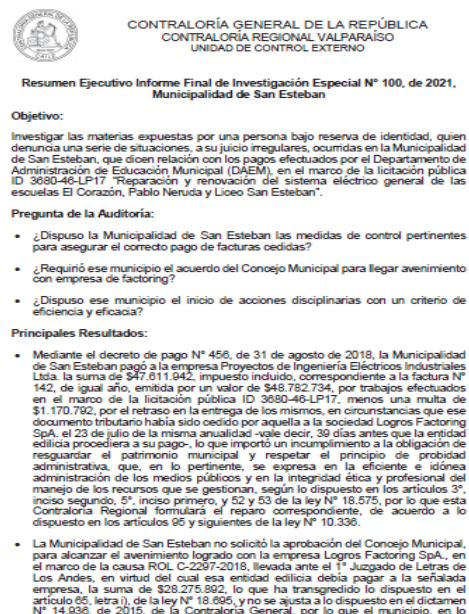 CONTRALORÍA GENERAL DE LA REPÚBLICA
CONTRALORÍA REGIONAL VALPARAÍSO
UNIDAD DE CONTROL EXTERNO
Resumen Ejecutivo Informe Final de Investigación Especial N° 100, de 2021,
Municipalidad de San Esteban
Objetivo:
Investigar las materias expuestas por una persona bajo reserva de identidad, quien
denuncia una serie de situaciones, a su juicio irregulares, ocurridas en la Municipalidad
de San Esteban, que dicen relación con los pagos efectuados por el Departamento de
Administración de Educación Municipal (DAEM), en el marco de la licitación pública
ID 3680-46-LP17 "Reparación y renovación del sistema eléctrico general de las
escuelas El Corazón, Pablo Neruda y Liceo San Esteban".
Pregunta de la Auditoría:
• ¿Dispuso la Municipalidad de San Esteban las medidas de control pertinentes
para asegurar el correcto pago de facturas cedidas?
• ¿Requirió ese municipio el acuerdo del Concejo Municipal para llegar avenimiento
con empresa de factoring?
• ¿Dispuso ese municipio el inicio de acciones disciplinarias con un criterio de
eficiencia y eficacia?
Principales Resultados:
• Mediante el decreto de pago N° 456, de 31 de agosto de 2018, la Municipalidad
de San Esteban pagó a la empresa Proyectos de Ingeniería Eléctricos Industriales
Ltda. la suma de $47.611.942, impuesto incluido, correspondiente a la factura N°
142, de igual año, emitida por un valor de $48.782.734, por trabajos efectuados
en el marco de la licitación pública ID 3680-46-LP17, menos una multa de
$1.170.792, por el retraso en la entrega de los mismos, en circunstancias que ese
documento tributario había sido cedido por aquella a la sociedad Logros Factoring
SpA. el 23 de julio de la misma anualidad -vale decir, 39 días antes que la entidad
edilicia procediera a su pago-, lo que importó un incumplimiento a la obligación de
resguardar el patrimonio municipal y respetar el principio de probidad
administrativa, que, en lo pertinente, se expresa en la eficiente e idónea
administración de los medios públicos y en la integridad ética y profesional del
manejo de los recursos que se gestionan, según lo dispuesto en los artículos 3°,
inciso segundo, 5°, inciso primero, y 52 y 53 de la ley N° 18.575, por lo que esta
Contraloría Regional formulará el reparo correspondiente, de acuerdo a lo
dispuesto en los artículos 95 y siguientes de la ley N° 10.336.
• La Municipalidad de San Esteban no solicitó la aprobación del Concejo Municipal,
para alcanzar el avenimiento logrado con la empresa Logros Factoring SpA., en
el marco de la causa ROL C-2297-2018, llevada ante el 1° Juzgado de Letras de
Los Andes, en virtud del cual esa entidad edilicia debía pagar a la señalada
empresa, la suma de $28.275.892, lo que ha transgredido lo dispuesto en el
artículo 65, letra i), de la ley N° 18.695, y no se ajusta a lo dispuesto en el dictamen
N° 14.936, de 2015, de la Contraloría General, por lo que el municipio, en lo